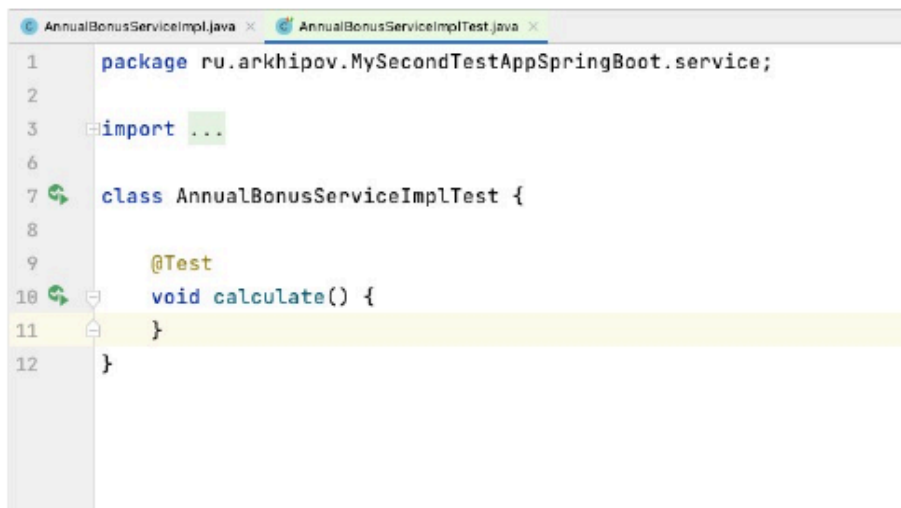 AnnualBonusServiceImpl.java × AnnualBonusServiceImplTest.java ×
1 package ru.arkhipov.MySecondTestAppSpringBoot.service;
2
3 import ...
6
7 class AnnualBonusServiceImplTest {
8
9 @Test
10 void calculate() {
11 }
12 }